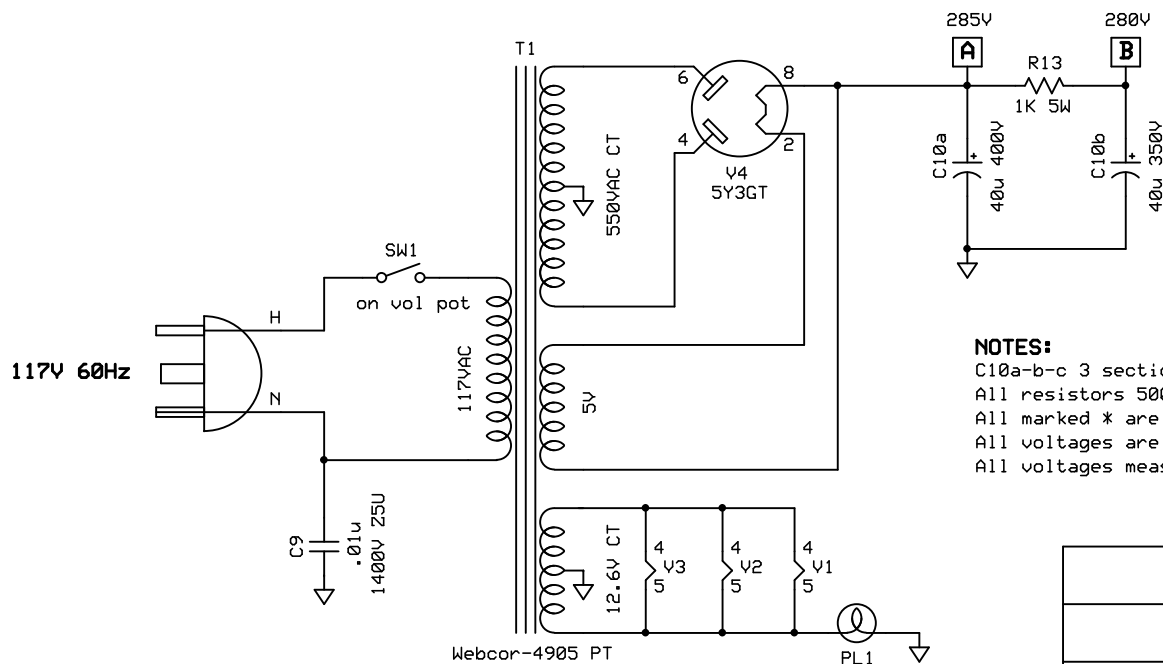 285V
280V
T1
A
B
6
8
R13
1K 5W
4
2
550VAC CT
V4
5Y3GT
C10a
40u 400V
C10b
40u 350V
SW1
on vol pot
H
117V 60Hz
117VAC
5V
N
NOTES:
C10a-b-c 3 sectio
All resistors 500
All marked * are
All voltages are
All voltages meas
C9
.01u
1400V Z5U
12.6V CT
4
V3
5
4
V2
5
4
V1
5
Webcor-4905 PT
PL1